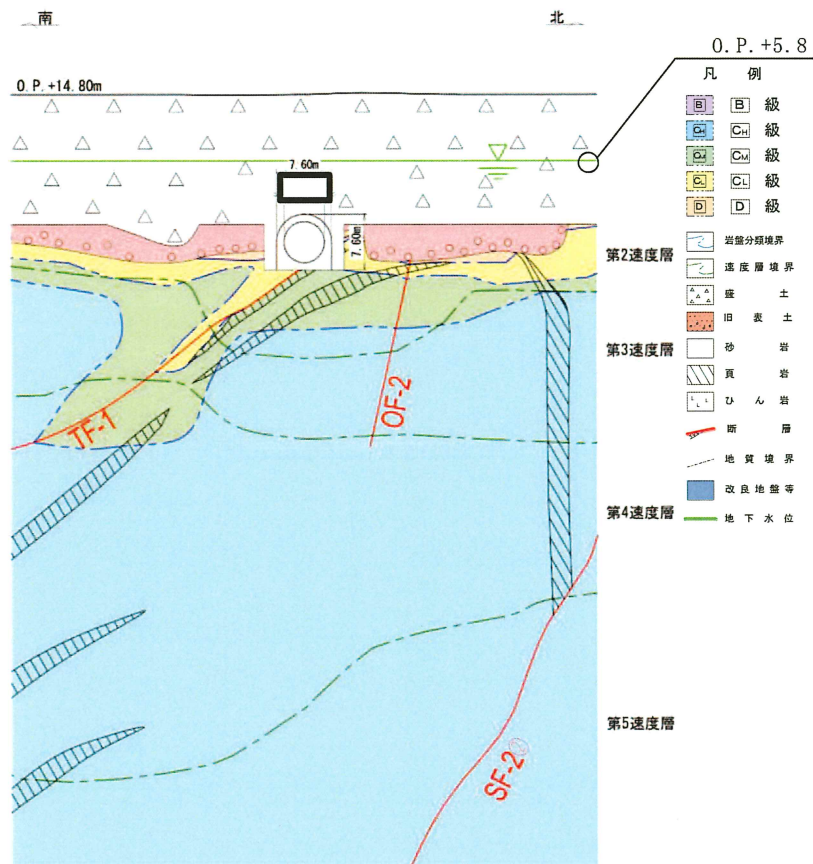 南
北
O.P.+5.8
O.P.+14.80m
7.60m
7.60m
凡 例
B B 級
CH CH 級
CM CM 級
CL CL 級
D D 級
岩盤分類境界
速度層境界
盛 土
旧 表 土
砂 岩
頁 岩
ひ ん 岩
断 層
地 質 境 界
改 良 地 盤 等
地 下 水 位
第2速度層
第3速度層
第4速度層
第5速度層
TF-1
OF-2
SF-2